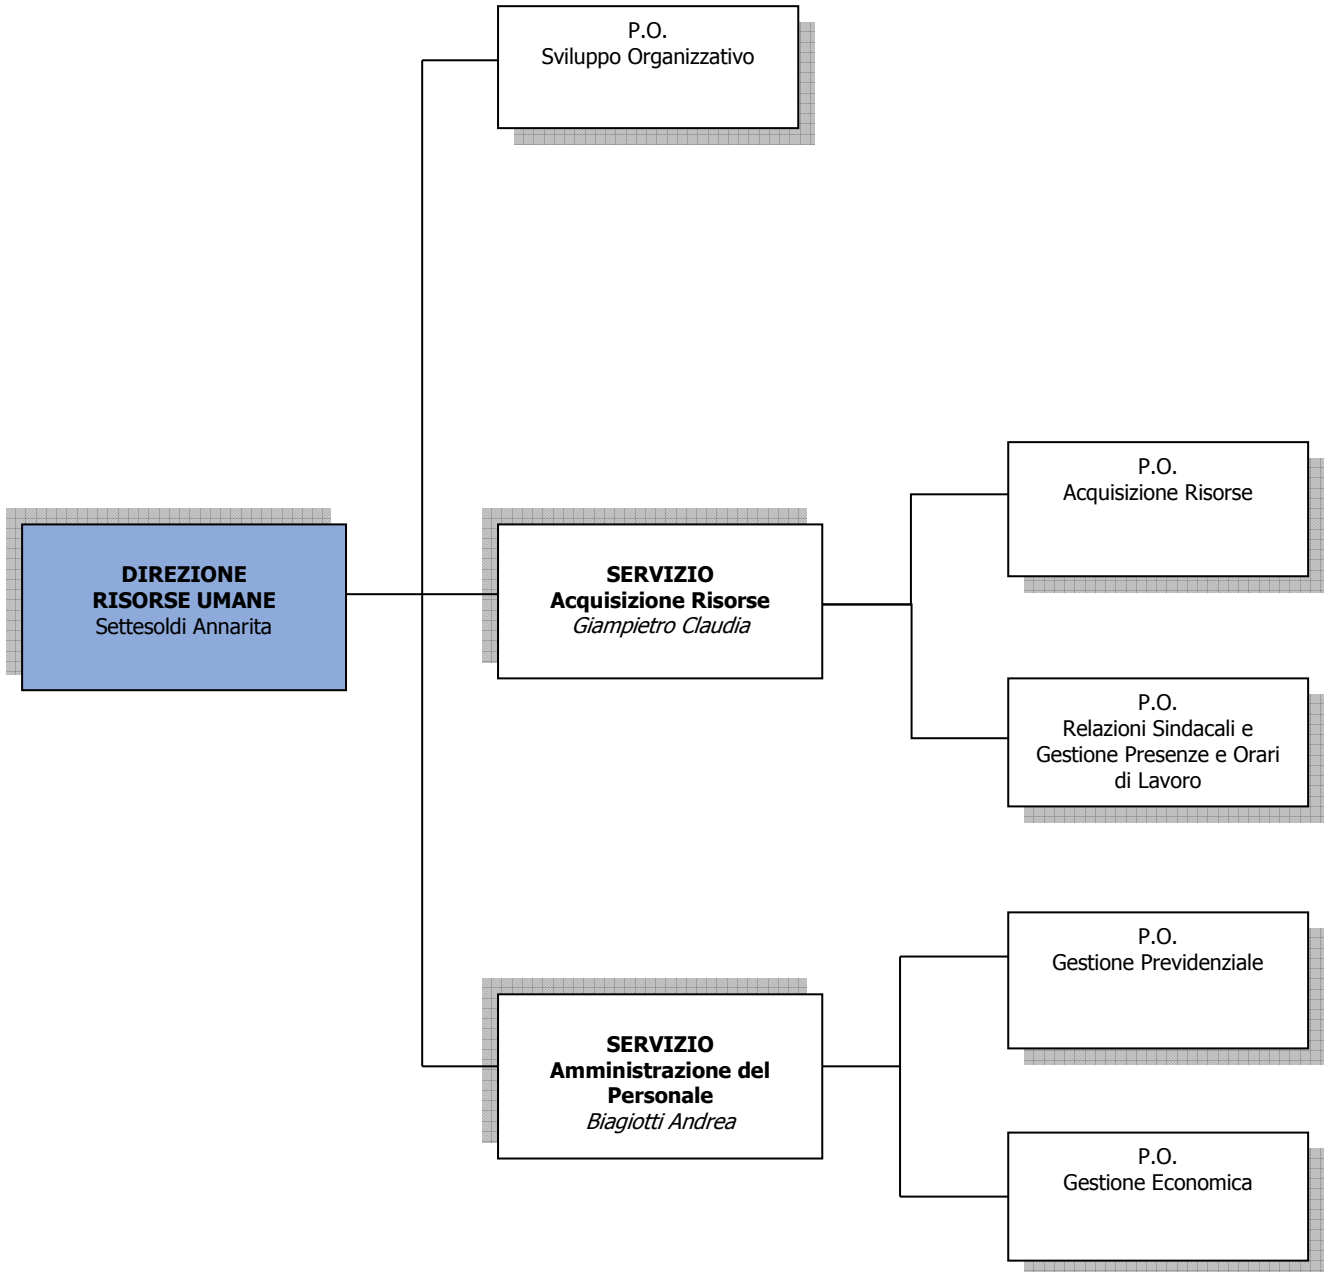 P.O.
Sviluppo Organizzativo
DIREZIONE
RISORSE UMANE
Settesoldi Annarita
SERVIZIO
Acquisizione Risorse
Giampietro Claudia
P.O.
Acquisizione Risorse
P.O.
Relazioni Sindacali e
Gestione Presenze e Orari
di Lavoro
SERVIZIO
Amministrazione del
Personale
Biagiotti Andrea
P.O.
Gestione Previdenziale
P.O.
Gestione Economica